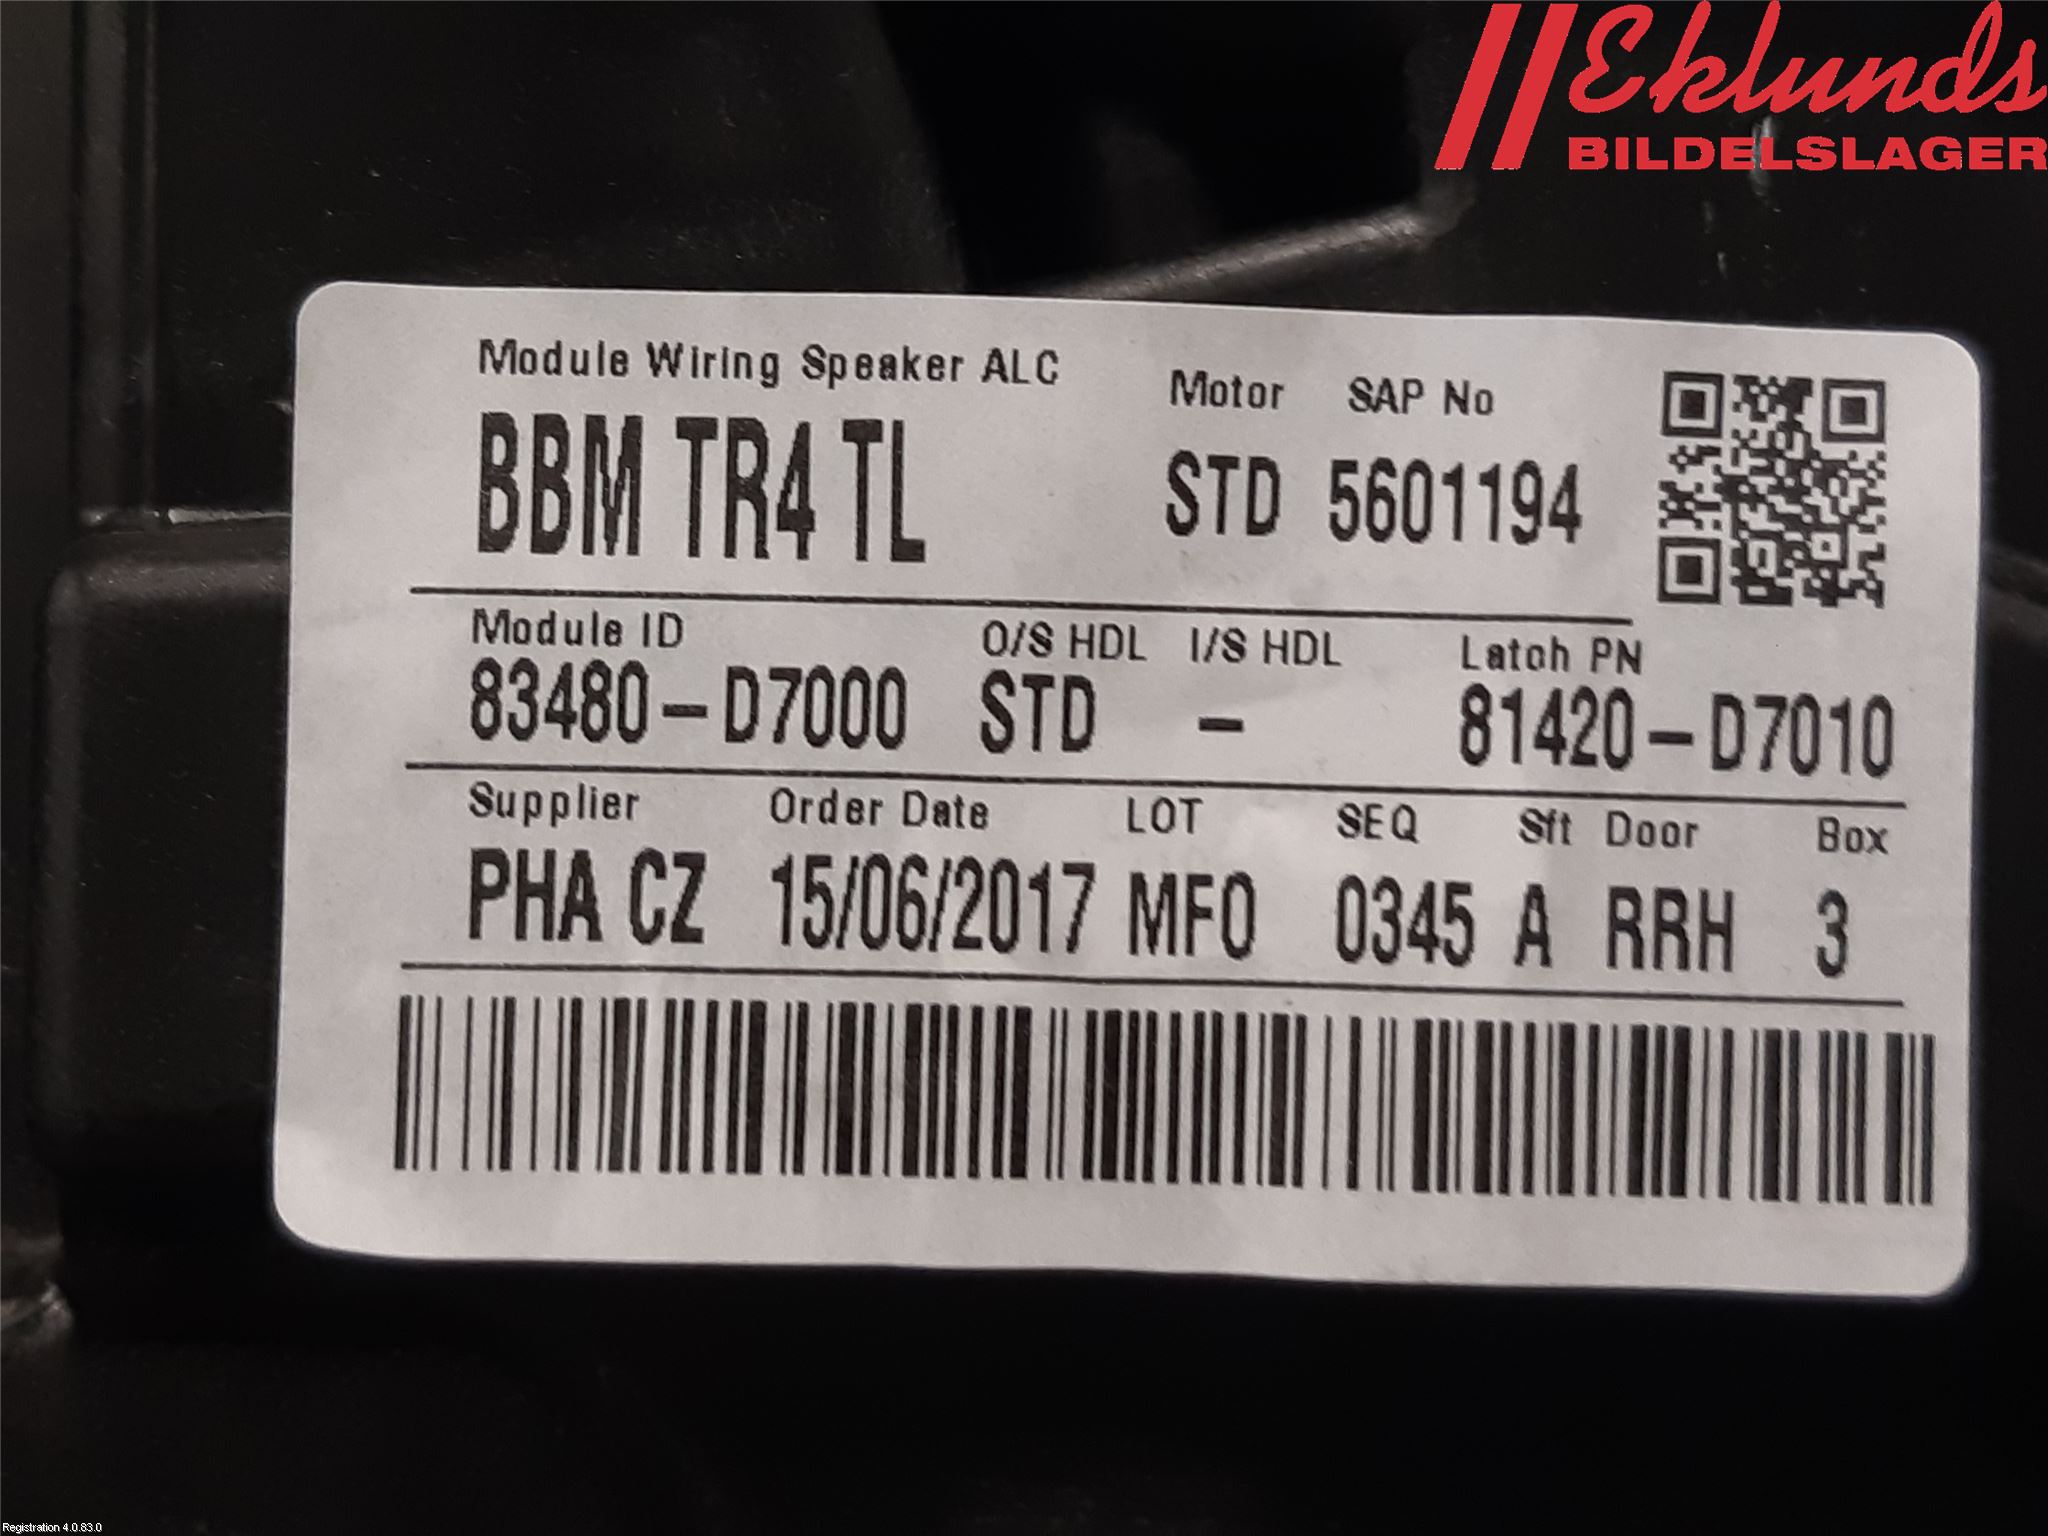 Eklunds
BILDELSLAGER
Module Wiring Speaker ALC Motor SAP No
BBM TR4 TL STD 5601194
Module ID O/S HDL I/S HDL Latch PN
83480-D7000 STD - 81420-D7010
Supplier Order Date LOT SEQ Sft Door Box
PHA CZ 15/06/2017 MFO 0345 A RRH 3
Registration 4.0.83.0